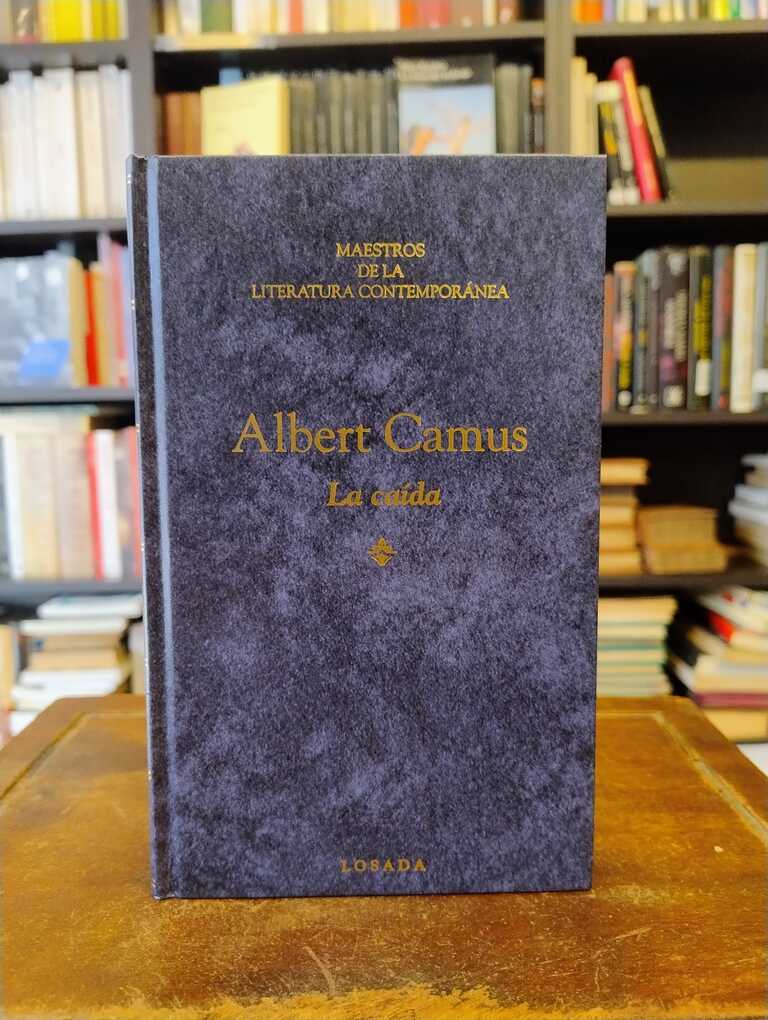 MAESTROS
DE LA
LITERATURA CONTEMPORÁNEA
Albert Camus
La caída
LOSADA